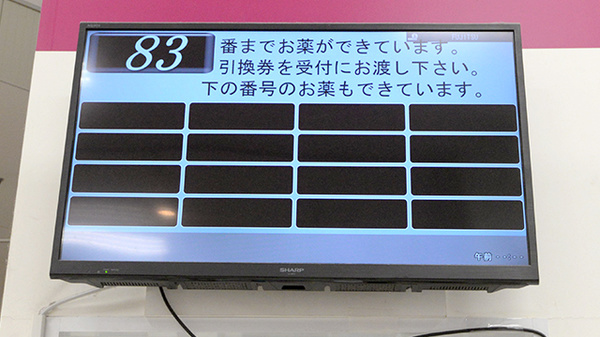 83 番までお薬ができています。
引換券を受付にお渡し下さい。
下の番号のお薬もできています。
午前
SHARP